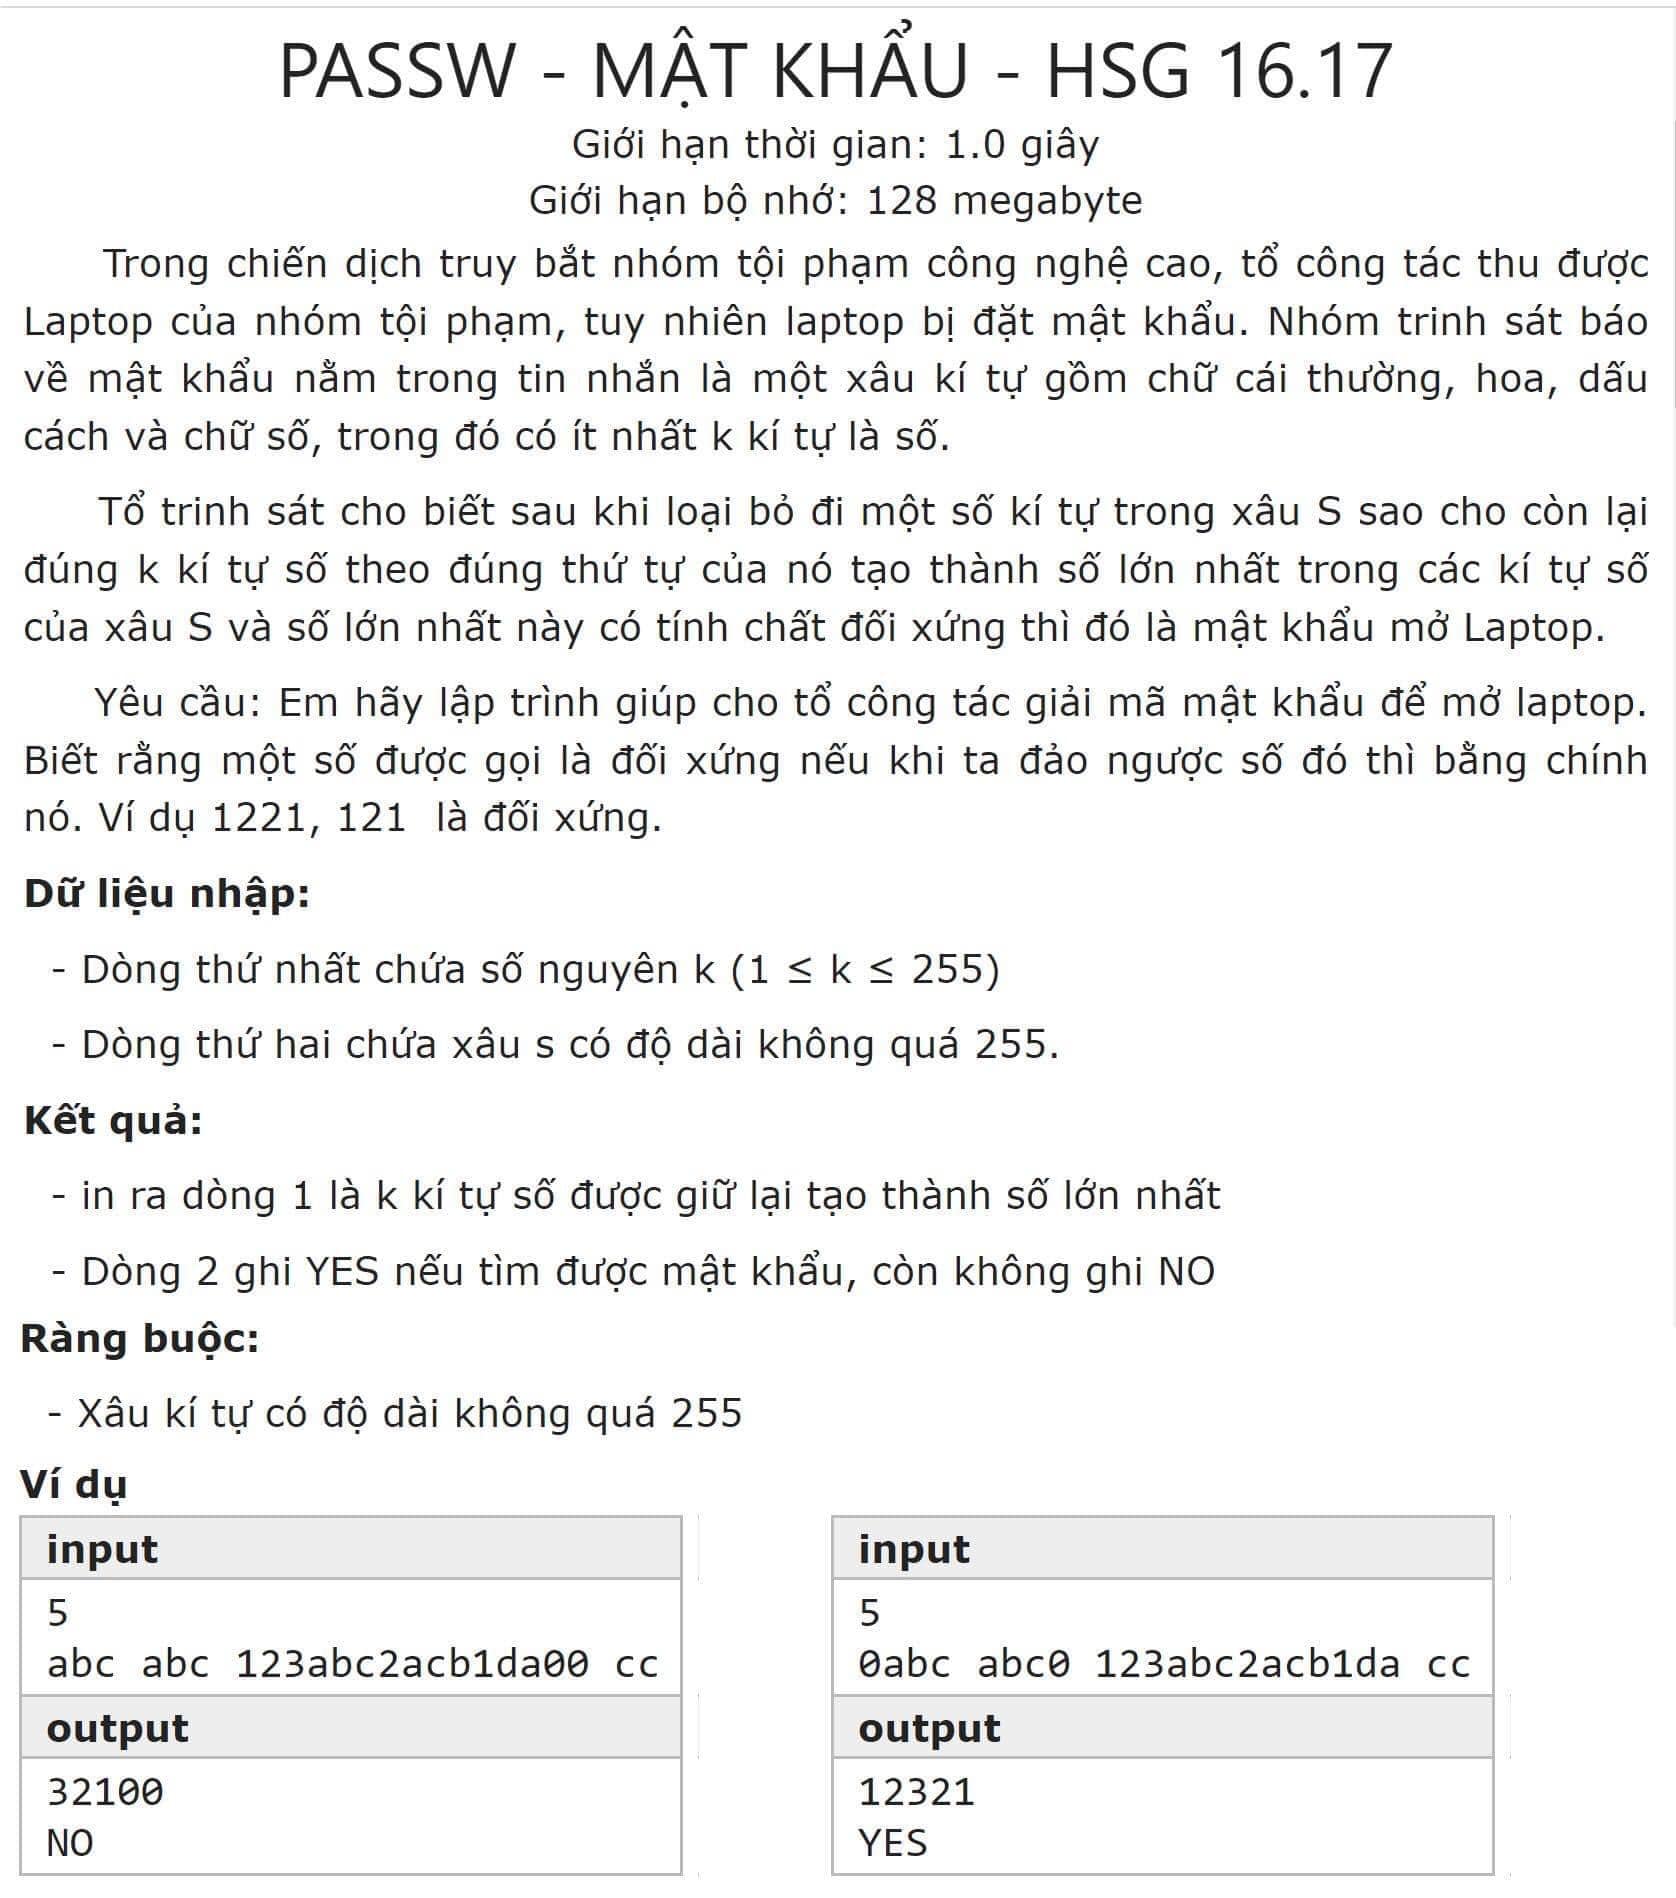 PASSW - MẬT KHẨU - HSG 16.17
Giới hạn thời gian: 1.0 giây
Giới hạn bộ nhớ: 128 megabyte
Trong chiến dịch truy bắt nhóm tội phạm công nghệ cao, tổ công tác thu được
Laptop của nhóm tội phạm, tuy nhiên laptop bị đặt mật khẩu. Nhóm trinh sát báo
về mật khẩu nằm trong tin nhắn là một xâu kí tự gồm chữ cái thường, hoa, dấu
cách và chữ số, trong đó có ít nhất k kí tự là số.
Tổ trinh sát cho biết sau khi loại bỏ đi một số kí tự trong xâu S sao cho còn lại
đúng k kí tự số theo đúng thứ tự của nó tạo thành số lớn nhất trong các kí tự số
của xâu S và số lớn nhất này có tính chất đối xứng thì đó là mật khẩu mở Laptop.
Yêu cầu: Em hãy lập trình giúp cho tổ công tác giải mã mật khẩu để mở laptop.
Biết rằng một số được gọi là đối xứng nếu khi ta đảo ngược số đó thì bằng chính
nó. Ví dụ 1221, 121  là đối xứng.
Dữ liệu nhập:
- Dòng thứ nhất chứa số nguyên k (1 ≤ k ≤ 255)
- Dòng thứ hai chứa xâu s có độ dài không quá 255.
Kết quả:
- in ra dòng 1 là k kí tự số được giữ lại tạo thành số lớn nhất
- Dòng 2 ghi YES nếu tìm được mật khẩu, còn không ghi NO
Ràng buộc:
- Xâu kí tự có độ dài không quá 255
Ví dụ
input
5
abc abc 123abc2acb1da00 cc
output
32100
NO
input
5
0abc abc0 123abc2acb1da cc
output
12321
YES